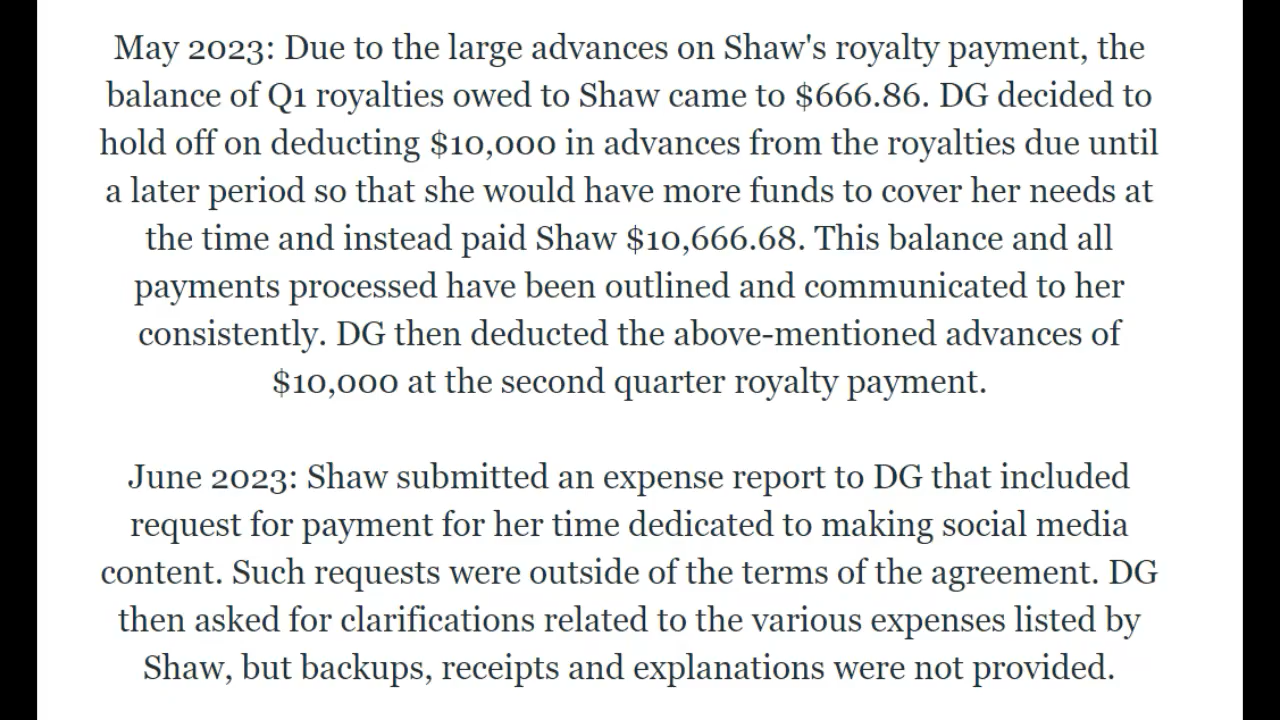 May 2023: Due to the large advances on Shaw's royalty payment, the
balance of Q1 royalties owed to Shaw came to $666.86. DG decided to
hold off on deducting $10,000 in advances from the royalties due until
a later period so that she would have more funds to cover her needs at
the time and instead paid Shaw $10,666.68. This balance and all
payments processed have been outlined and communicated to her
consistently. DG then deducted the above-mentioned advances of
$10,000 at the second quarter royalty payment.
June 2023: Shaw submitted an expense report to DG that included
request for payment for her time dedicated to making social media
content. Such requests were outside of the terms of the agreement. DG
then asked for clarifications related to the various expenses listed by
Shaw, but backups, receipts and explanations were not provided.